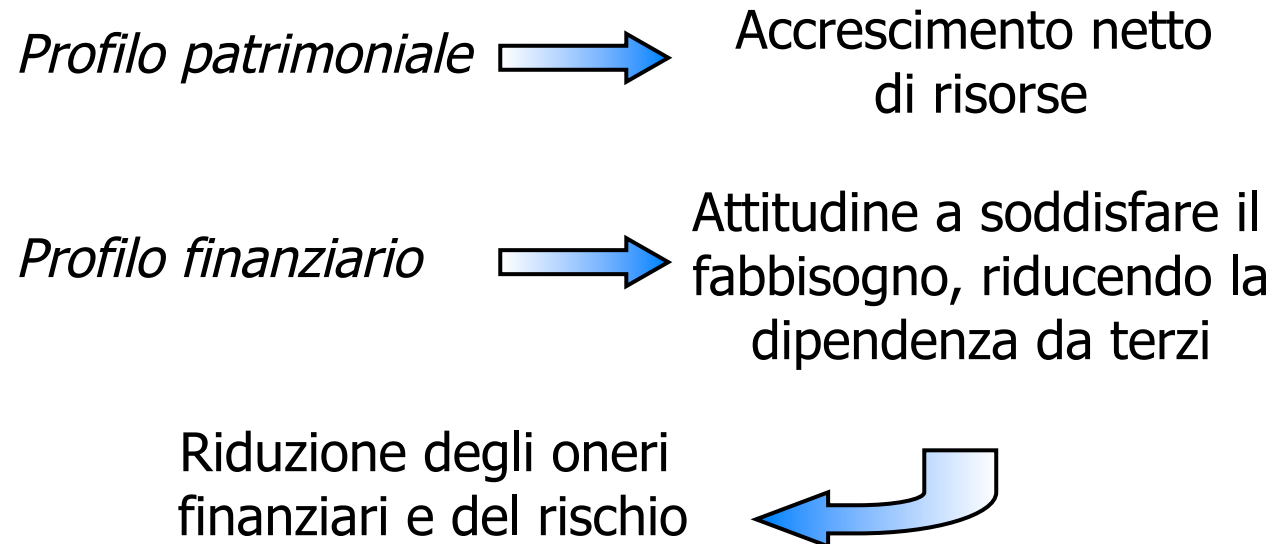 Profilo patrimoniale
Accrescimento netto
di risorse
Profilo finanziario
Attitudine a soddisfare il
fabbisogno, riducendo la
dipendenza da terzi
Riduzione degli oneri
finanziari e del rischio